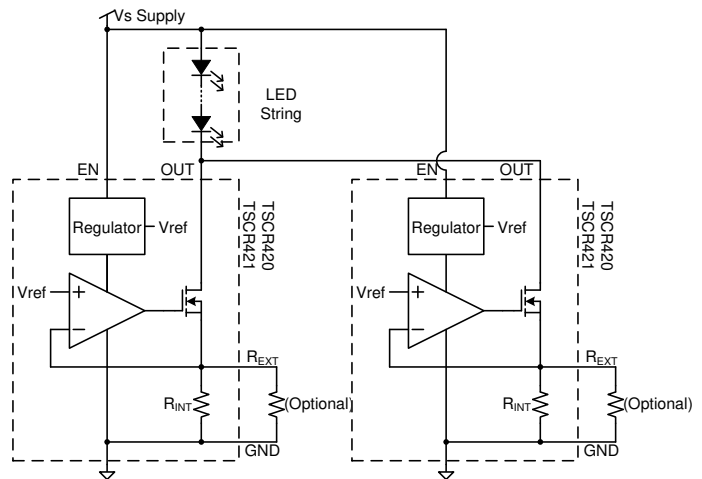 Vs Supply
LED
String
EN
OUT
EN
OUT
Regulator
Vref
TSCR420
TSCR421
Regulator
Vref
TSCR420
TSCR421
Vref
+
−
Vref
+
−
REXT
REXT
RINT
(Optional)
RINT
(Optional)
GND
GND